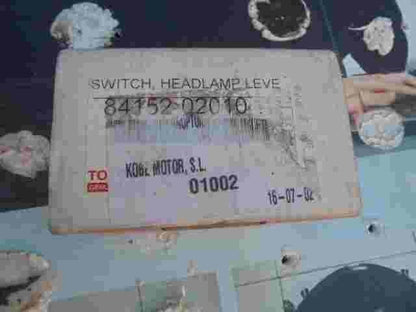 SWITCH, HEADLAMP LEVE
84152-02010
KOBE MOTOR, S.L.
TO
01002
16-07-02